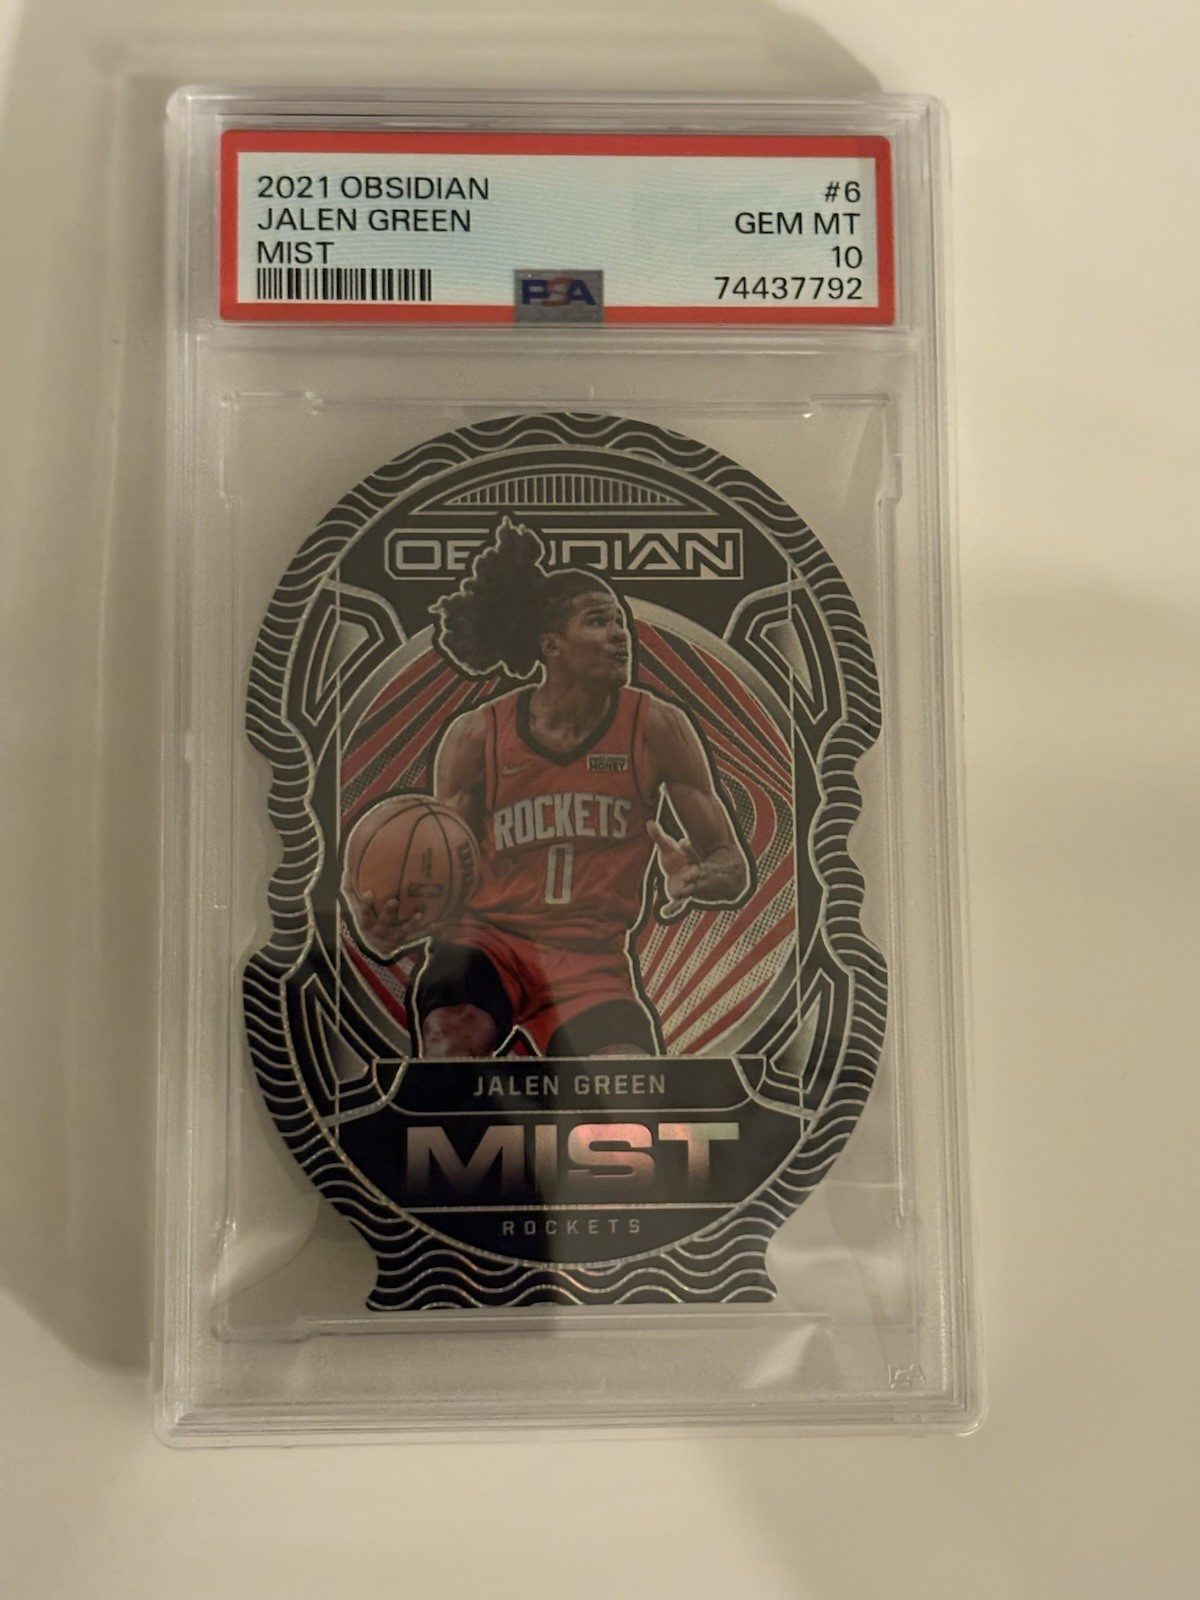 2021 OBSIDIAN #6
JALEN GREEN GEM MT
MIST 10
PSA 74437792
OBSIDIAN
ROCKETS
0
JALEN GREEN
MIST
ROCKETS